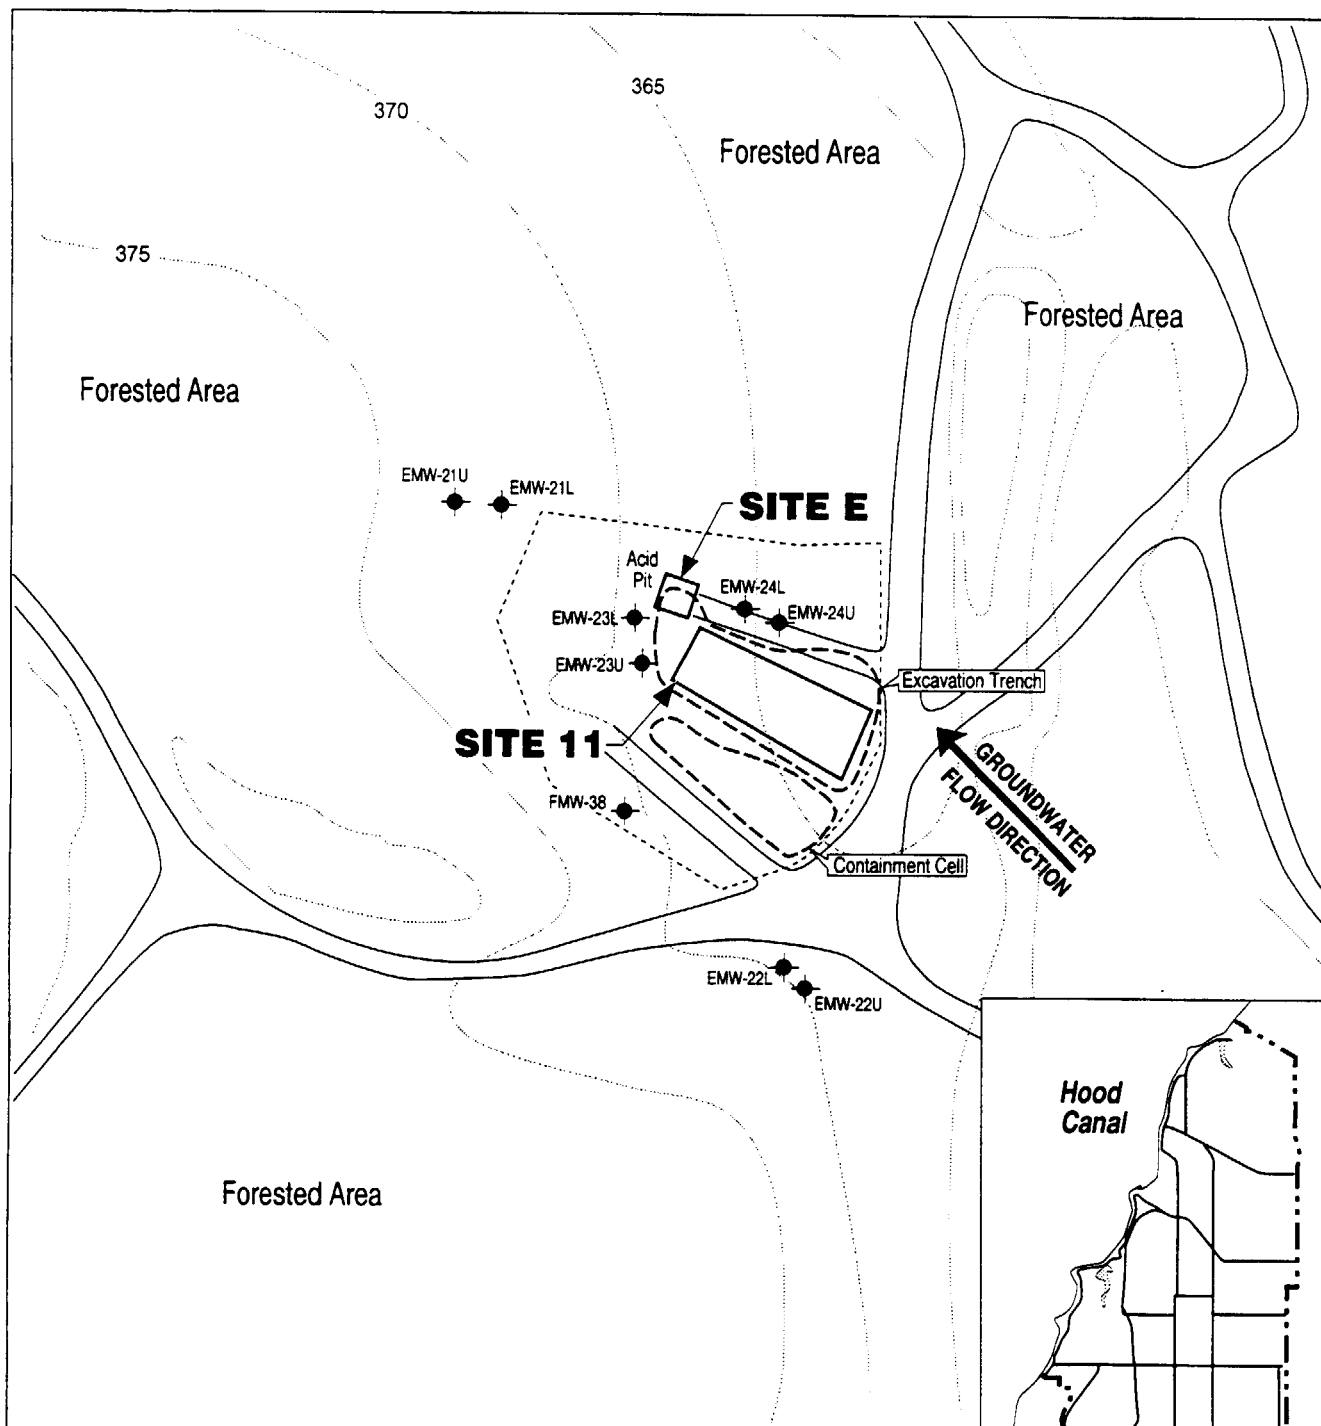 365
370
Forested Area
375
Forested Area
Forested Area
EMW-21U
EMW-21L
SITE E
Acid
Pit
EMW-24L
EMW-24U
EMW-23L
EMW-23U
Excavation Trench
SITE 11
GROUNDWATER
FLOW DIRECTION
FMW-38
Containment Cell
EMW-22L
EMW-22U
Hood
Canal
Forested Area